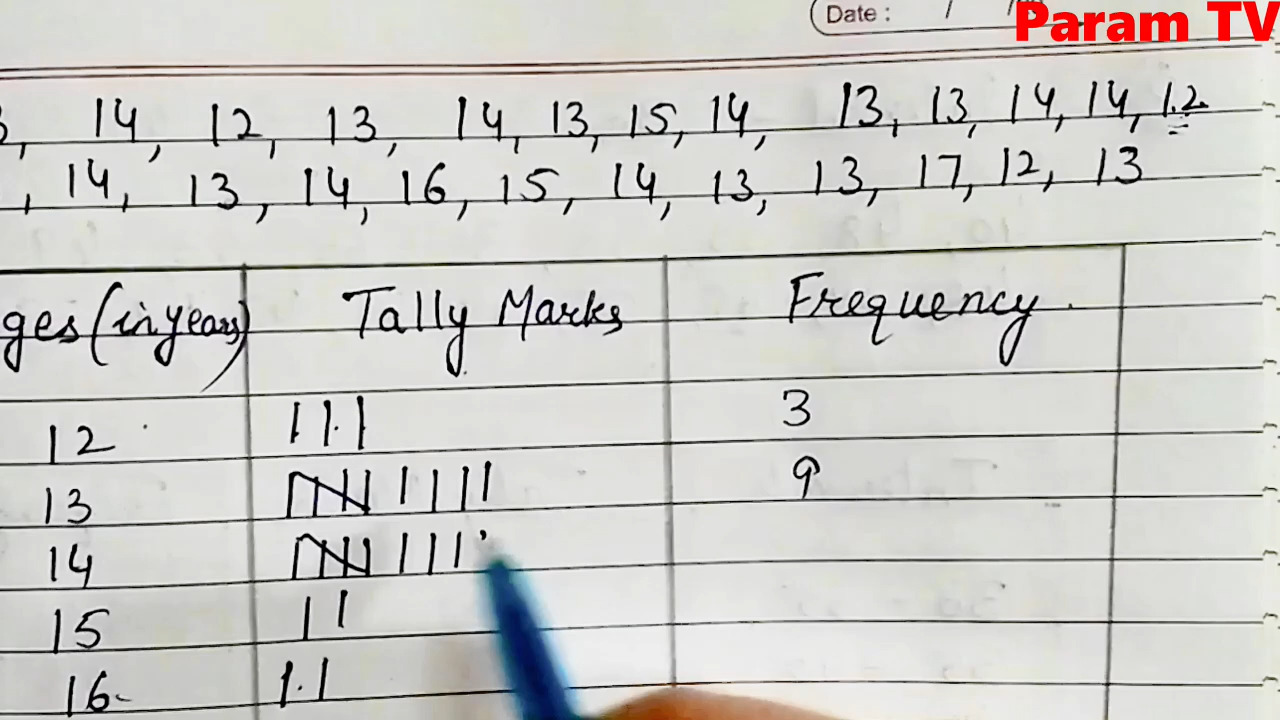 Date : / /
Param TV
3, 14, 12, 13, 14, 13, 15, 14, 13, 13, 14, 14, 12
, 14, 13, 14, 16, 15, 14, 13, 13, 17, 12, 13
ges (in years) Tally Marks Frequency
12 ||| 3
13 |||| |||| 9
14 |||| |||
15 ||
16 ||